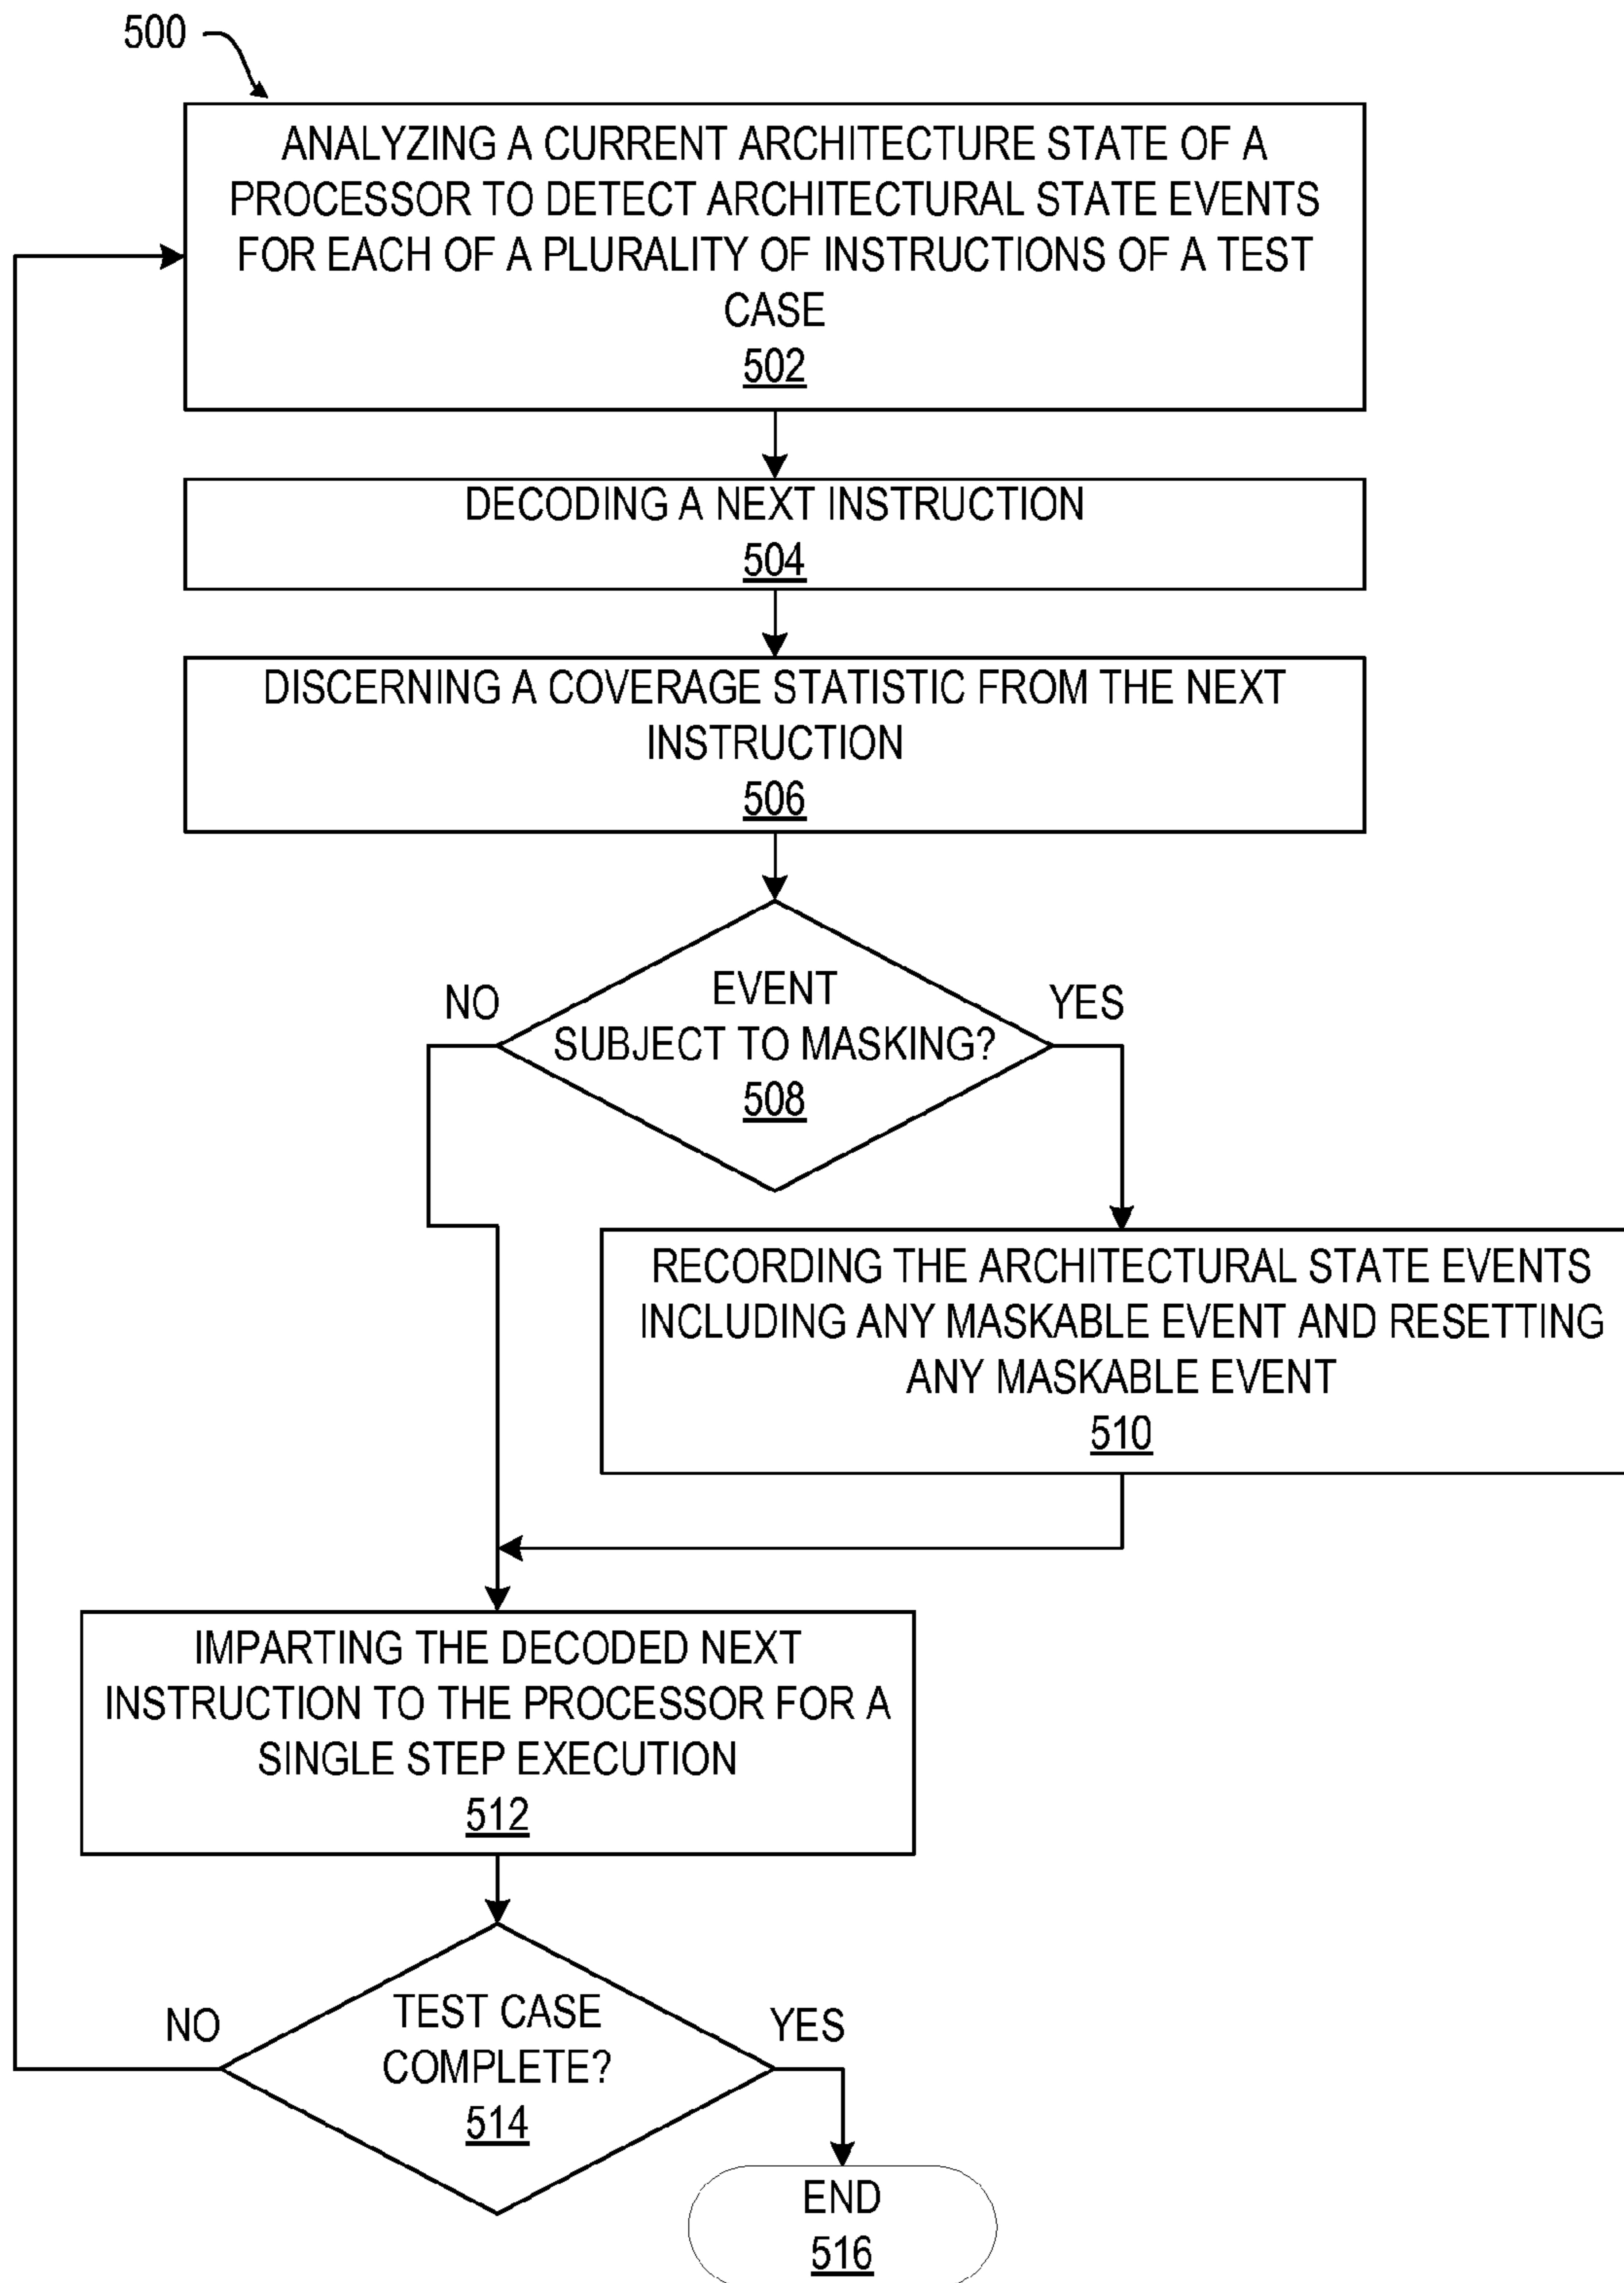 500
ANALYZING A CURRENT ARCHITECTURE STATE OF A
PROCESSOR TO DETECT ARCHITECTURAL STATE EVENTS
FOR EACH OF A PLURALITY OF INSTRUCTIONS OF A TEST
CASE
502
DECODING A NEXT INSTRUCTION
504
DISCERNING A COVERAGE STATISTIC FROM THE NEXT
INSTRUCTION
506
NO
EVENT
YES
SUBJECT TO MASKING?
508
RECORDING THE ARCHITECTURAL STATE EVENTS
INCLUDING ANY MASKABLE EVENT AND RESETTING
ANY MASKABLE EVENT
510
IMPARTING THE DECODED NEXT
INSTRUCTION TO THE PROCESSOR FOR A
SINGLE STEP EXECUTION
512
NO
TEST CASE
YES
COMPLETE?
514
END
516